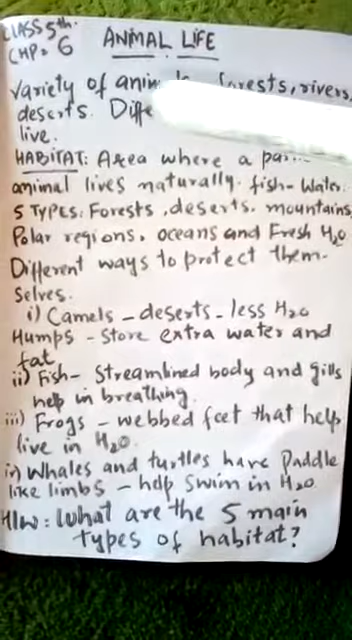 CLASS 5th.
CHP. 6 ANIMAL LIFE
Variety of forests, rivers,
deserts.
live.
HABITAT: Area where a
animal lives naturally. fish- Water.
5 TYPES: Forests, deserts. mountains
Polar regions, oceans and Fresh H2O
Different ways to protect them-
selves.
i) Camels - deserts - less H2O
Humps - store extra water and
fat
ii) Fish- Streamlined body and gills
help in breathing.
iii) Frogs - webbed feet that help
live in H2O.
iv) Whales and turtles have Paddle
like limbs - help swim in H2O.
H/w: What are the 5 main
types of habitat?